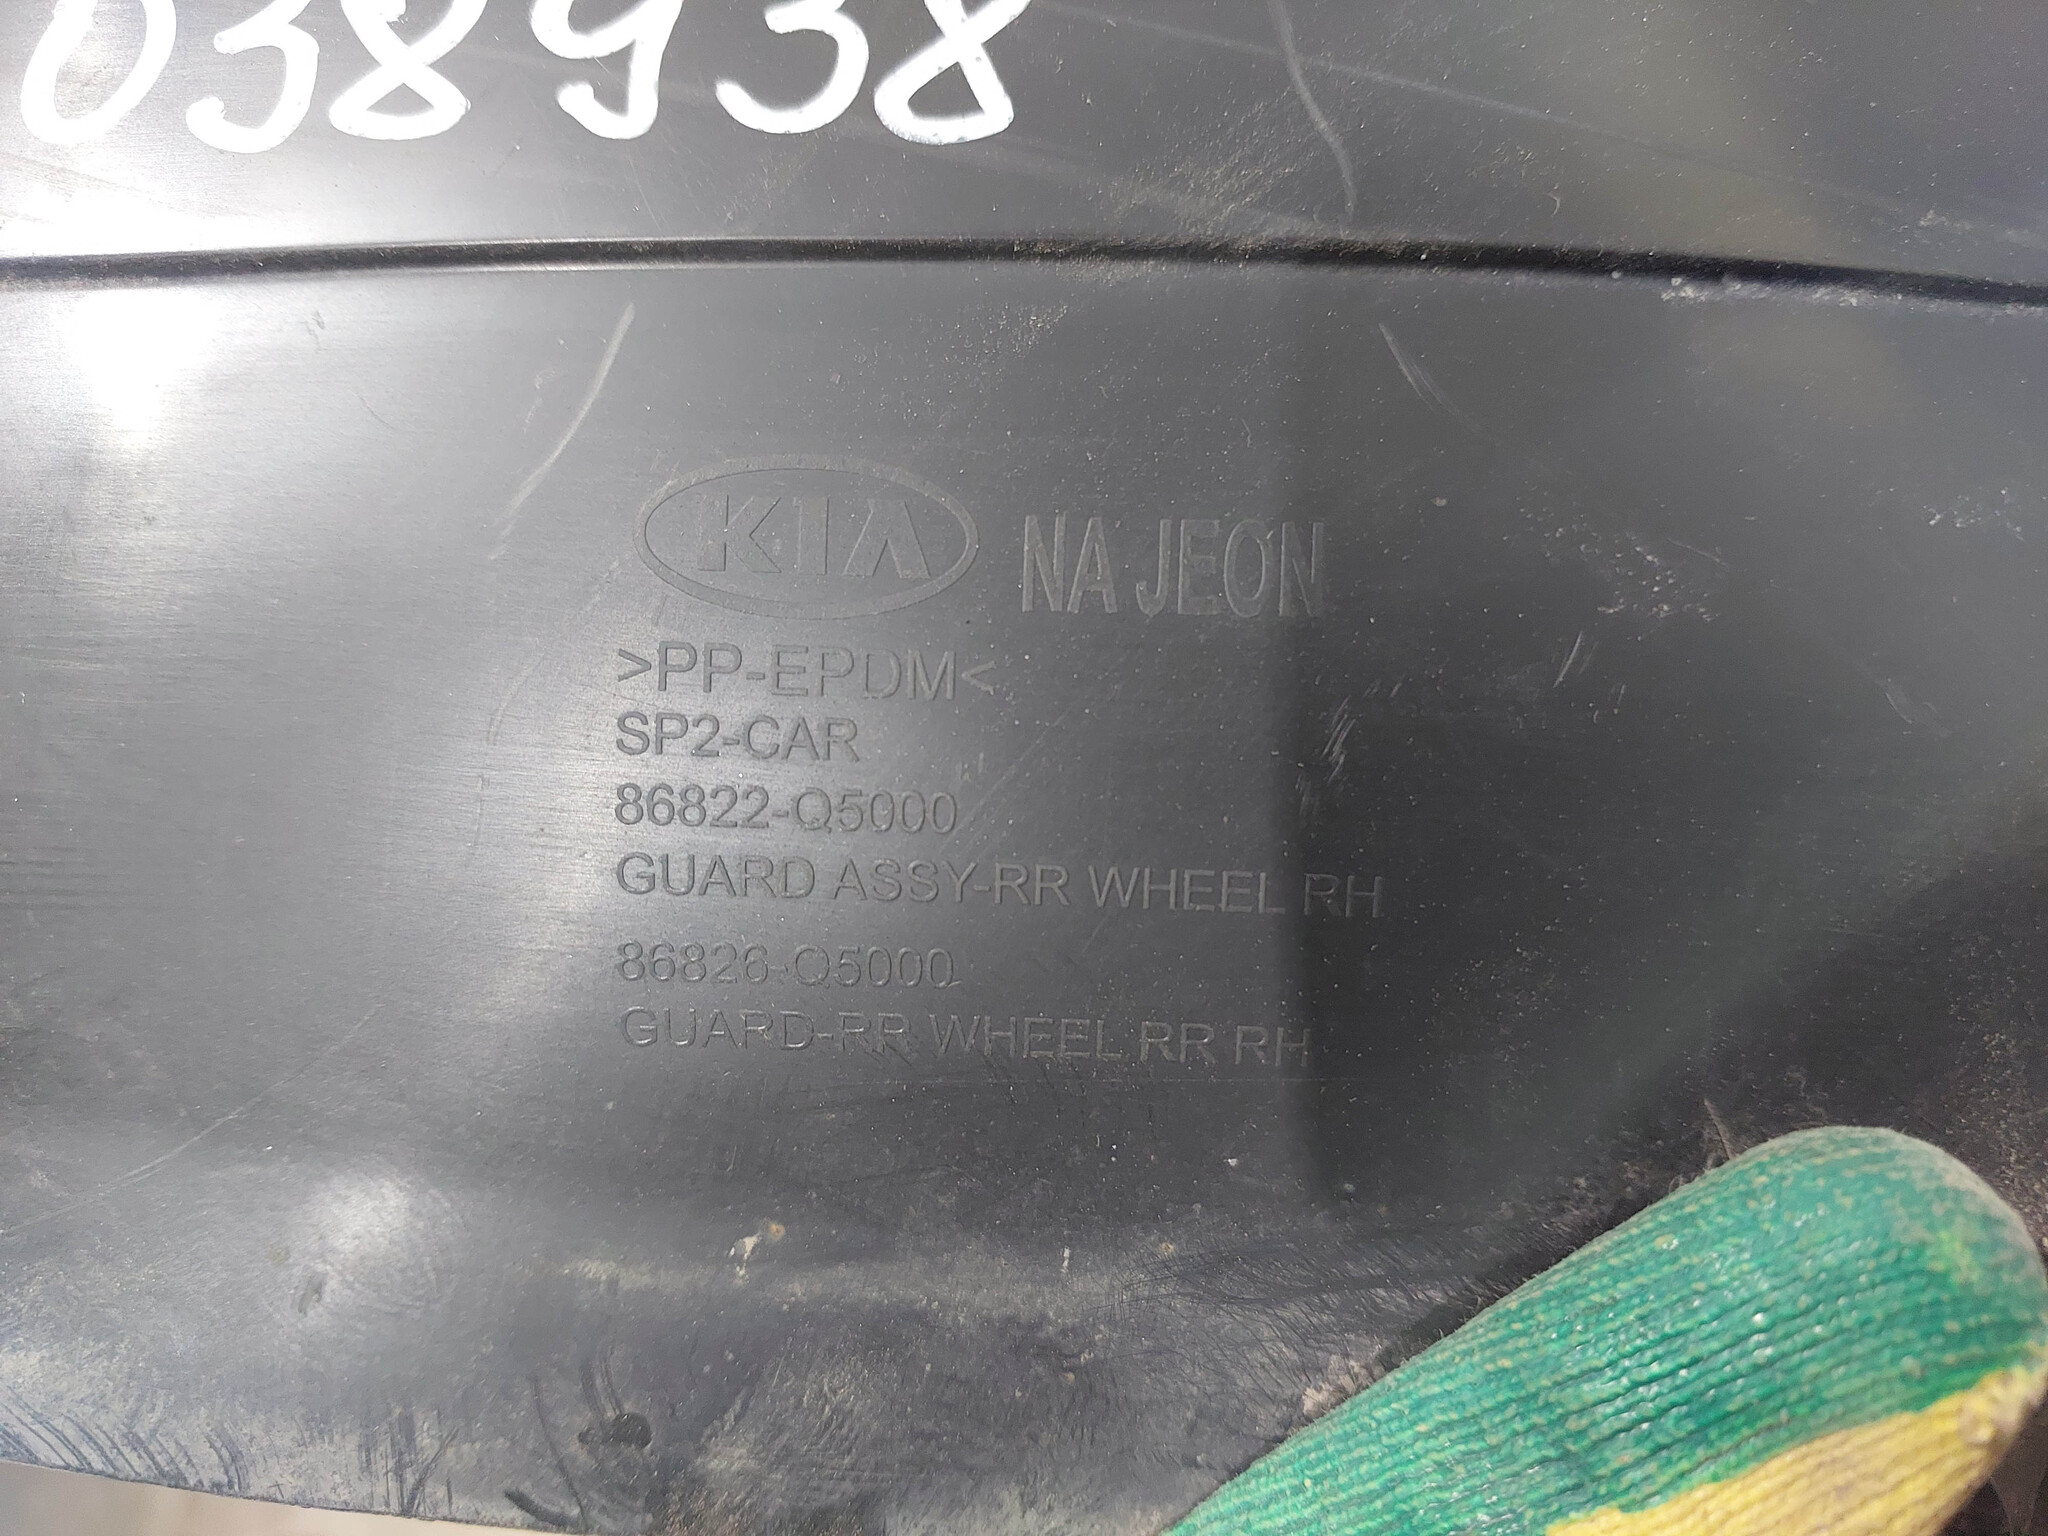 038938
KIA NA JEON
>PP-EPDM<
SP2-CAR
86822-Q5000
GUARD ASSY-RR WHEEL RH
86826-Q5000
GUARD-RR WHEEL RR RH